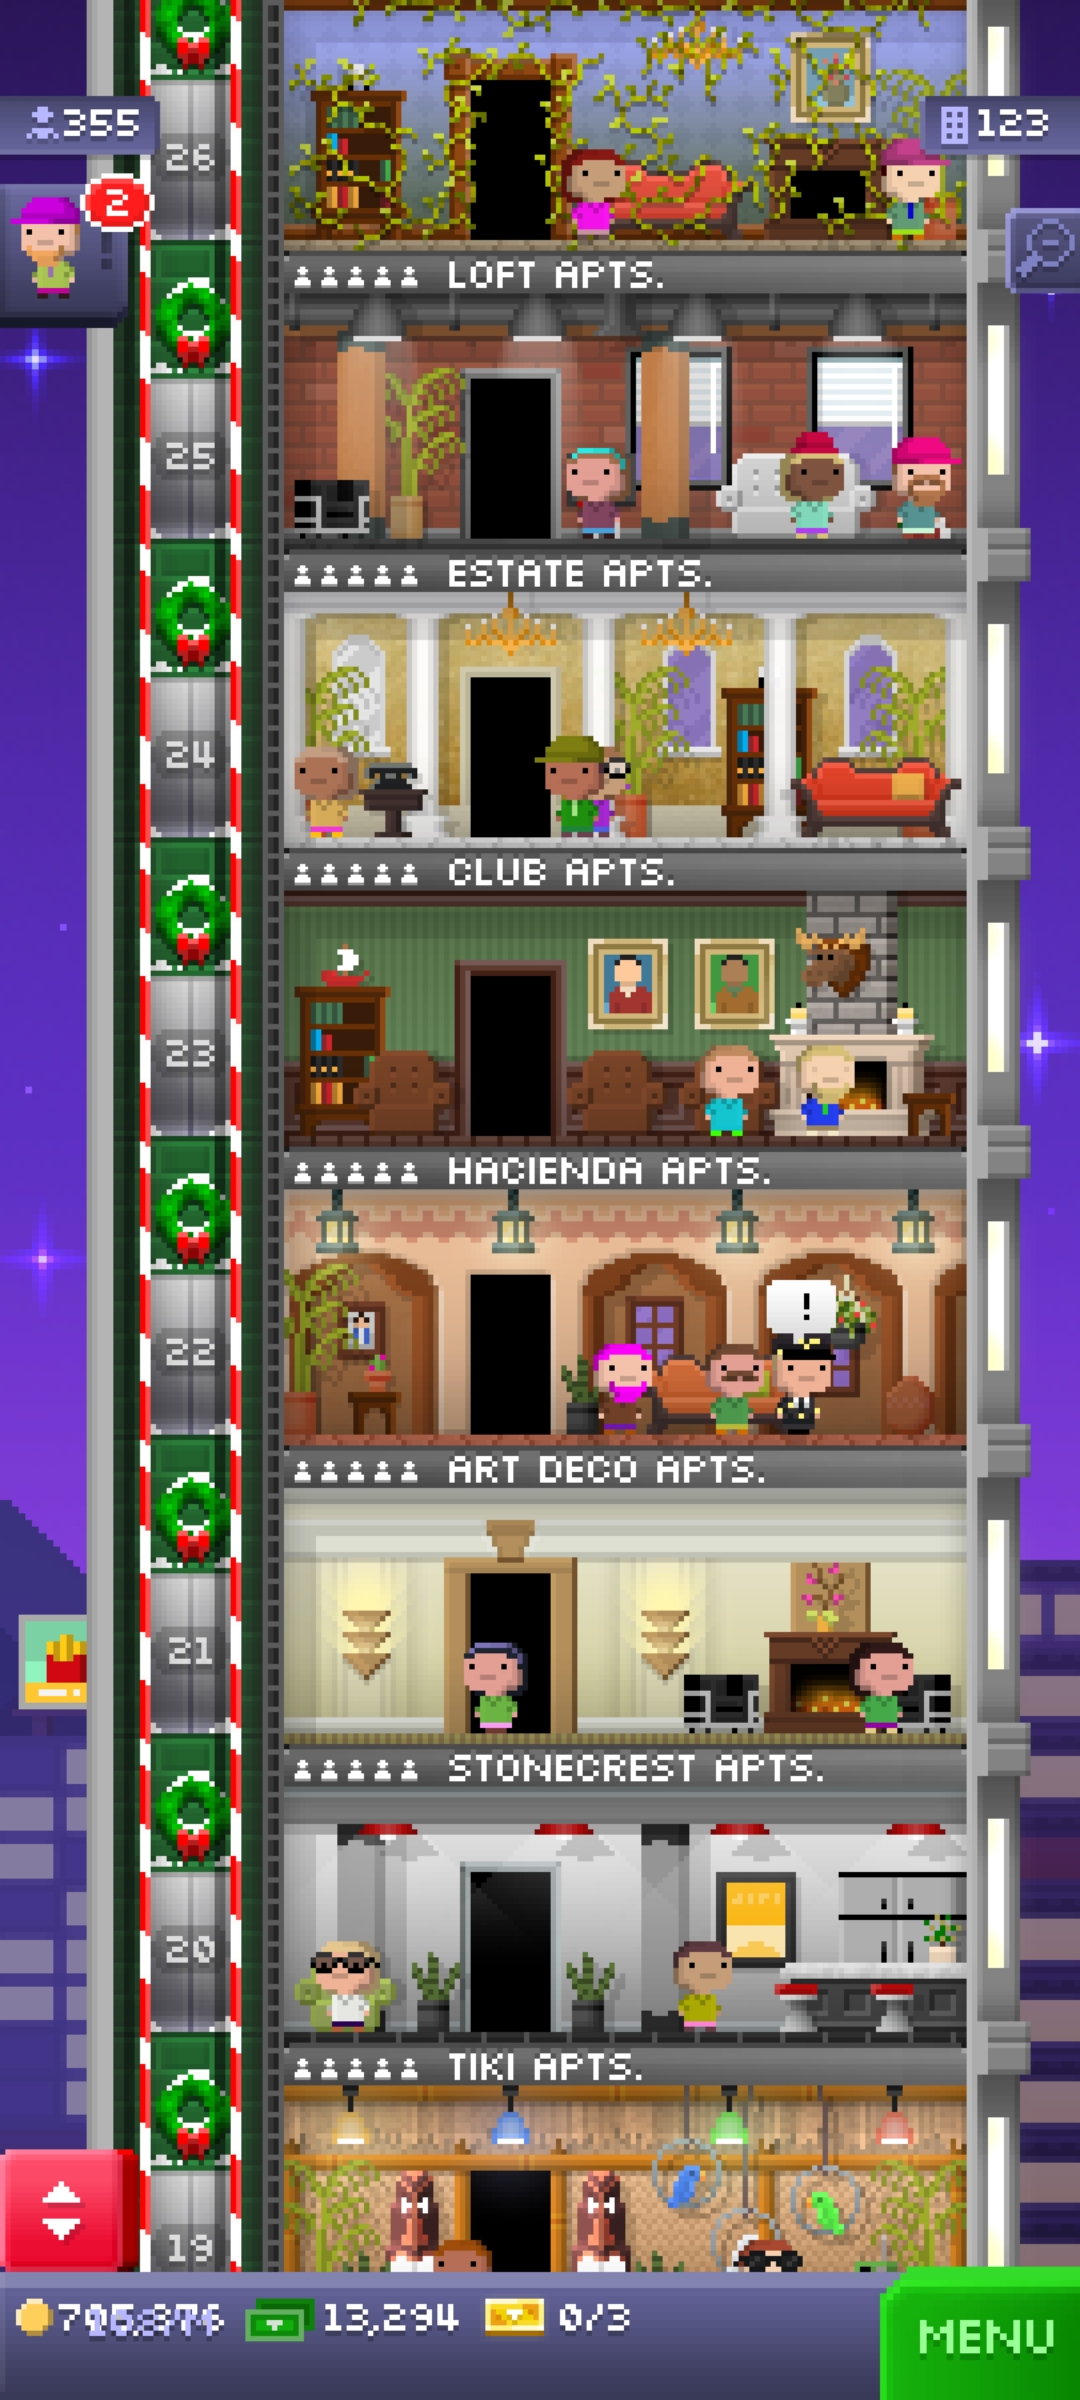 355
123
2
26
LOFT APTS.
25
ESTATE APTS.
24
CLUB APTS.
23
HACIENDA APTS.
!
22
ART DECO APTS.
21
STONECREST APTS.
20
TIKI APTS.
19
13,294
0/3
MENU